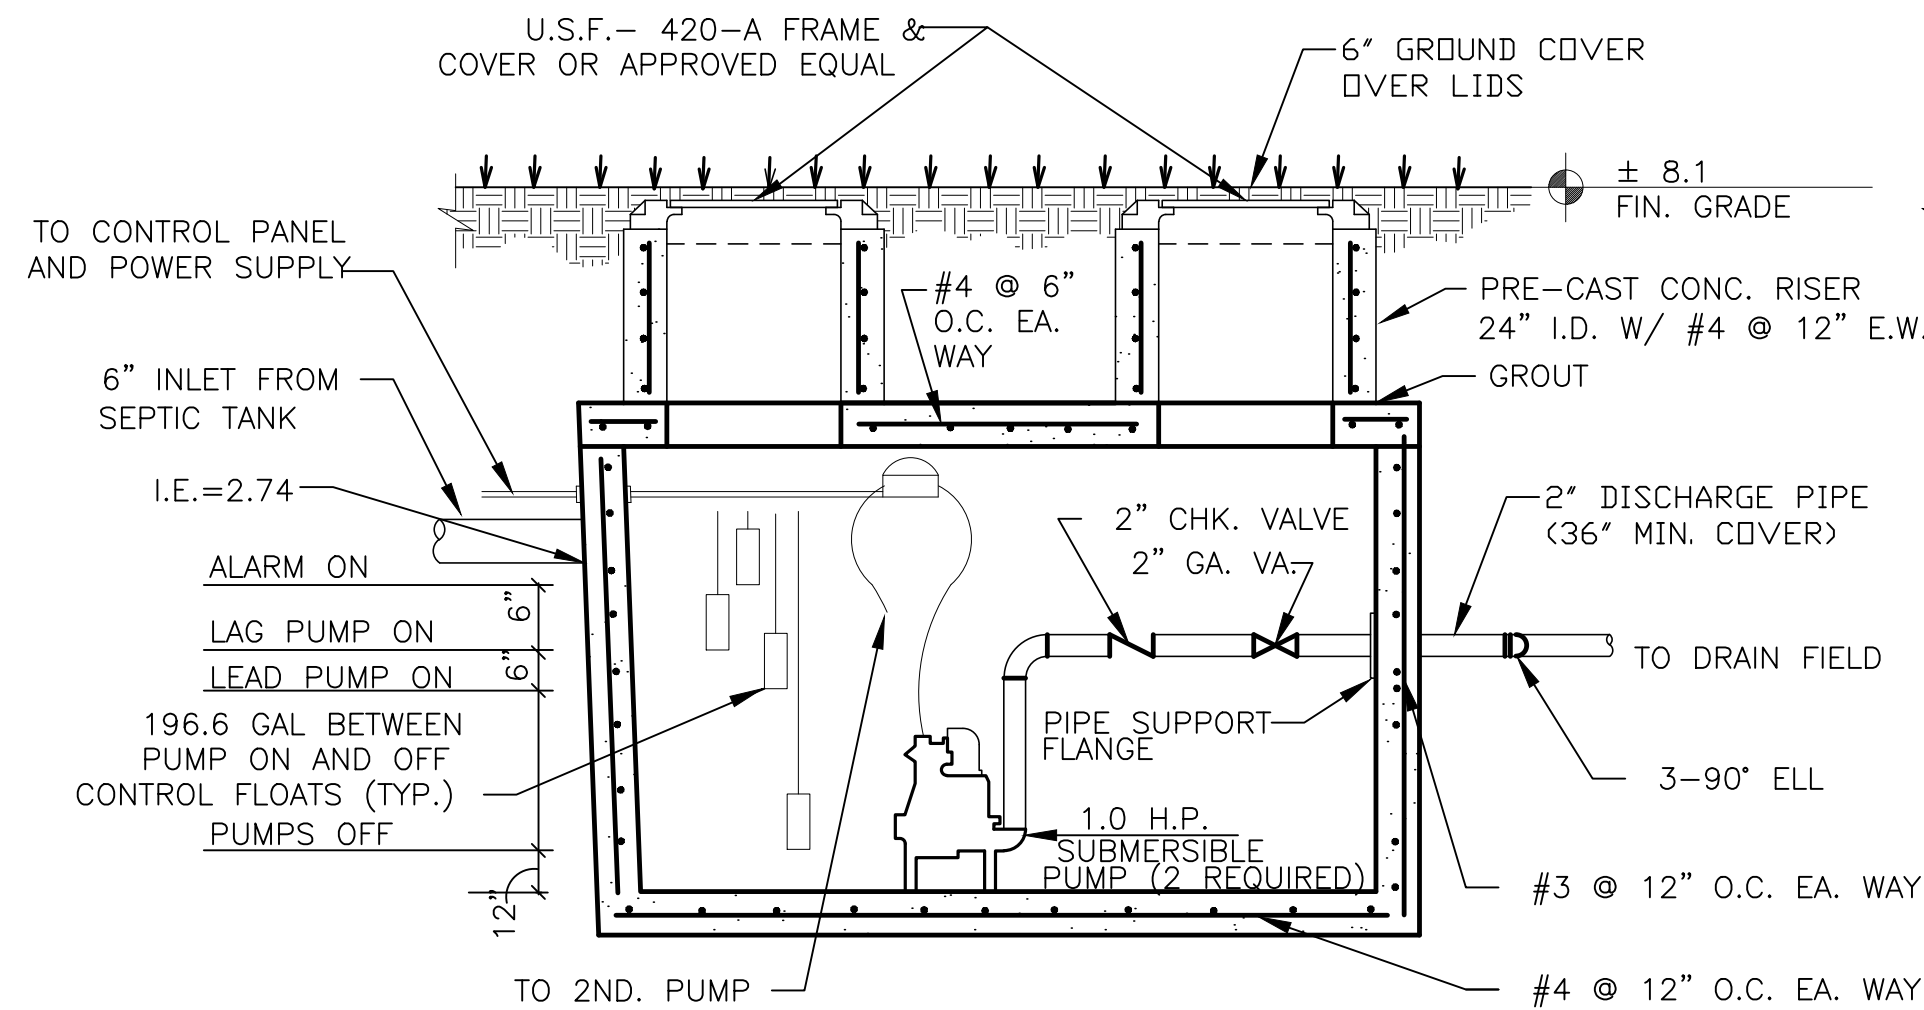 U.S.F.– 420–A FRAME &
COVER OR APPROVED EQUAL
6" GROUND COVER
OVER LIDS
± 8.1
FIN. GRADE
TO CONTROL PANEL
AND POWER SUPPLY
#4 @ 6"
O.C. EA.
WAY
PRE–CAST CONC. RISER
24" I.D. W/ #4 @ 12" E.W.
GROUT
6" INLET FROM
SEPTIC TANK
I.E.=2.74
2" DISCHARGE PIPE
(36" MIN. COVER)
2" CHK. VALVE
2" GA. VA.
ALARM ON
6"
LAG PUMP ON
6"
LEAD PUMP ON
TO DRAIN FIELD
196.6 GAL BETWEEN
PUMP ON AND OFF
CONTROL FLOATS (TYP.)
PUMPS OFF
12"
PIPE SUPPORT
FLANGE
3–90° ELL
1.0 H.P.
SUBMERSIBLE
PUMP (2 REQUIRED)
#3 @ 12" O.C. EA. WAY
TO 2ND. PUMP
#4 @ 12" O.C. EA. WAY